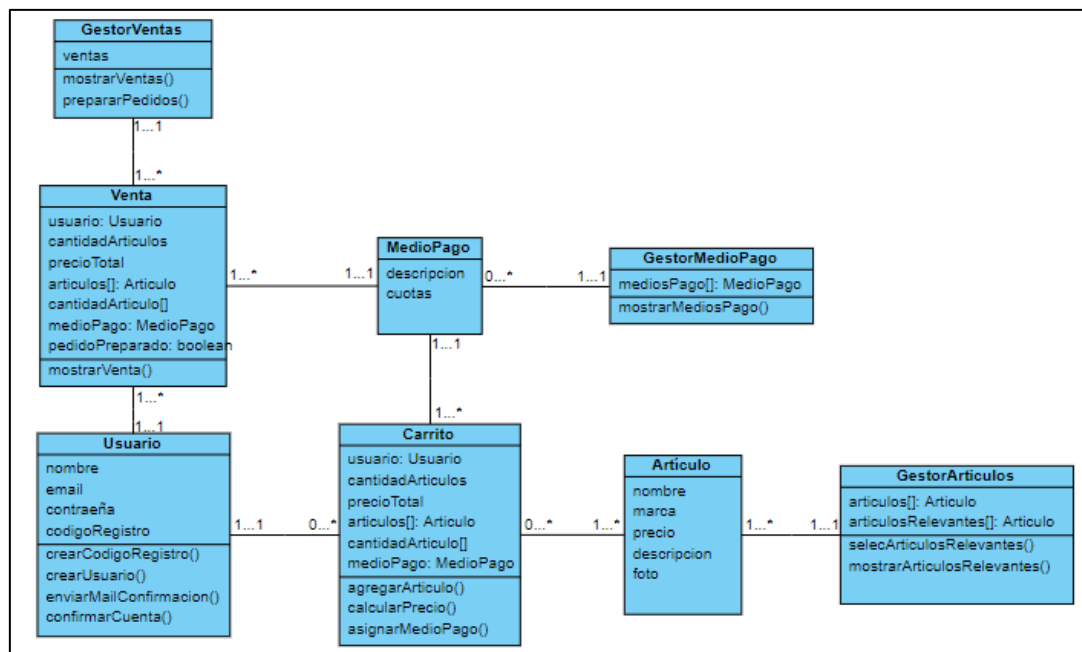 GestorVentas
ventas
mostrarVentas()
prepararPedidos()
1...1
1...*
Venta
usuario: Usuario
cantidadArticulos
precioTotal
articulos[]: Articulo
cantidadArticulo[]
medioPago: MedioPago
pedidoPreparado: boolean
mostrarVenta()
1...*
1...1
MedioPago
descripcion
cuotas
0...*
1...1
GestorMedioPago
mediosPago[]: MedioPago
mostrarMediosPago()
1...1
1...*
1...*
1...1
Usuario
nombre
email
contraeña
codigoRegistro
crearCodigoRegistro()
crearUsuario()
enviarMailConfirmacion()
confirmarCuenta()
1...1
0...*
Carrito
usuario: Usuario
cantidadArticulos
precioTotal
articulos[]: Articulo
cantidadArticulo[]
medioPago: MedioPago
agregarArticulo()
calcularPrecio()
asignarMedioPago()
0...*
1...*
Artículo
nombre
marca
precio
descripcion
foto
1...*
1...1
GestorArticulos
articulos[]: Articulo
articulosRelevantes[]: Articulo
selecArticulosRelevantes()
mostrarArticulosRelevantes()